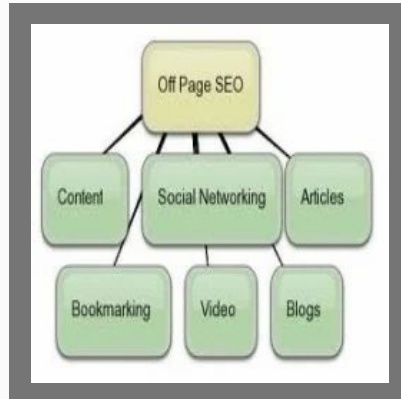 Off Page SEO
Content
Social Networking
Articles
Bookmarking
Video
Blogs